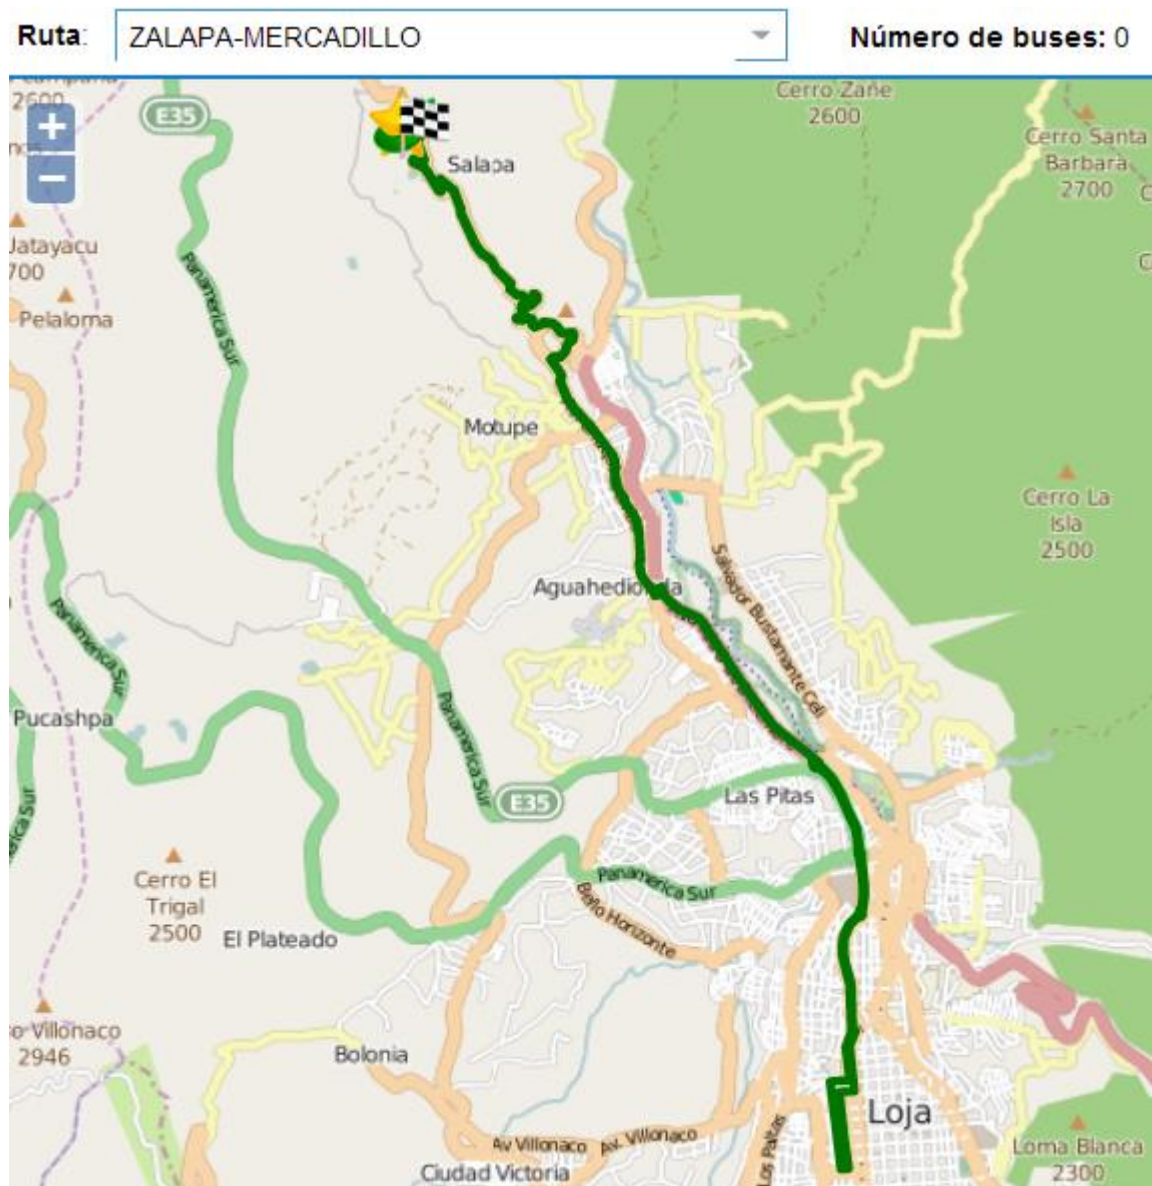 Ruta: ZALAPA-MERCADILLO Número de buses: 0
2600
E35
+
−
Cerro Zañe
2600
Cerro Santa
Barbara
2700
Salapa
Jatayacu
700
Pelaloma
Panamerica Sur
Motupe
Cerro La
Isla
2500
Aguahedionda
Salvador Bustamante Celi
Panamerica Sur
Pucashpa
Panamerica Sur
E35
Las Pitas
Cerro El
Trigal
2500
Panamerica Sur
El Plateado
Horizonte
o Villonaco
2946
Bolonia
Loja
Av Villonaco
Av. Villonaco
Los Paltas
Ciudad Victoria
Loma Blanca
2300